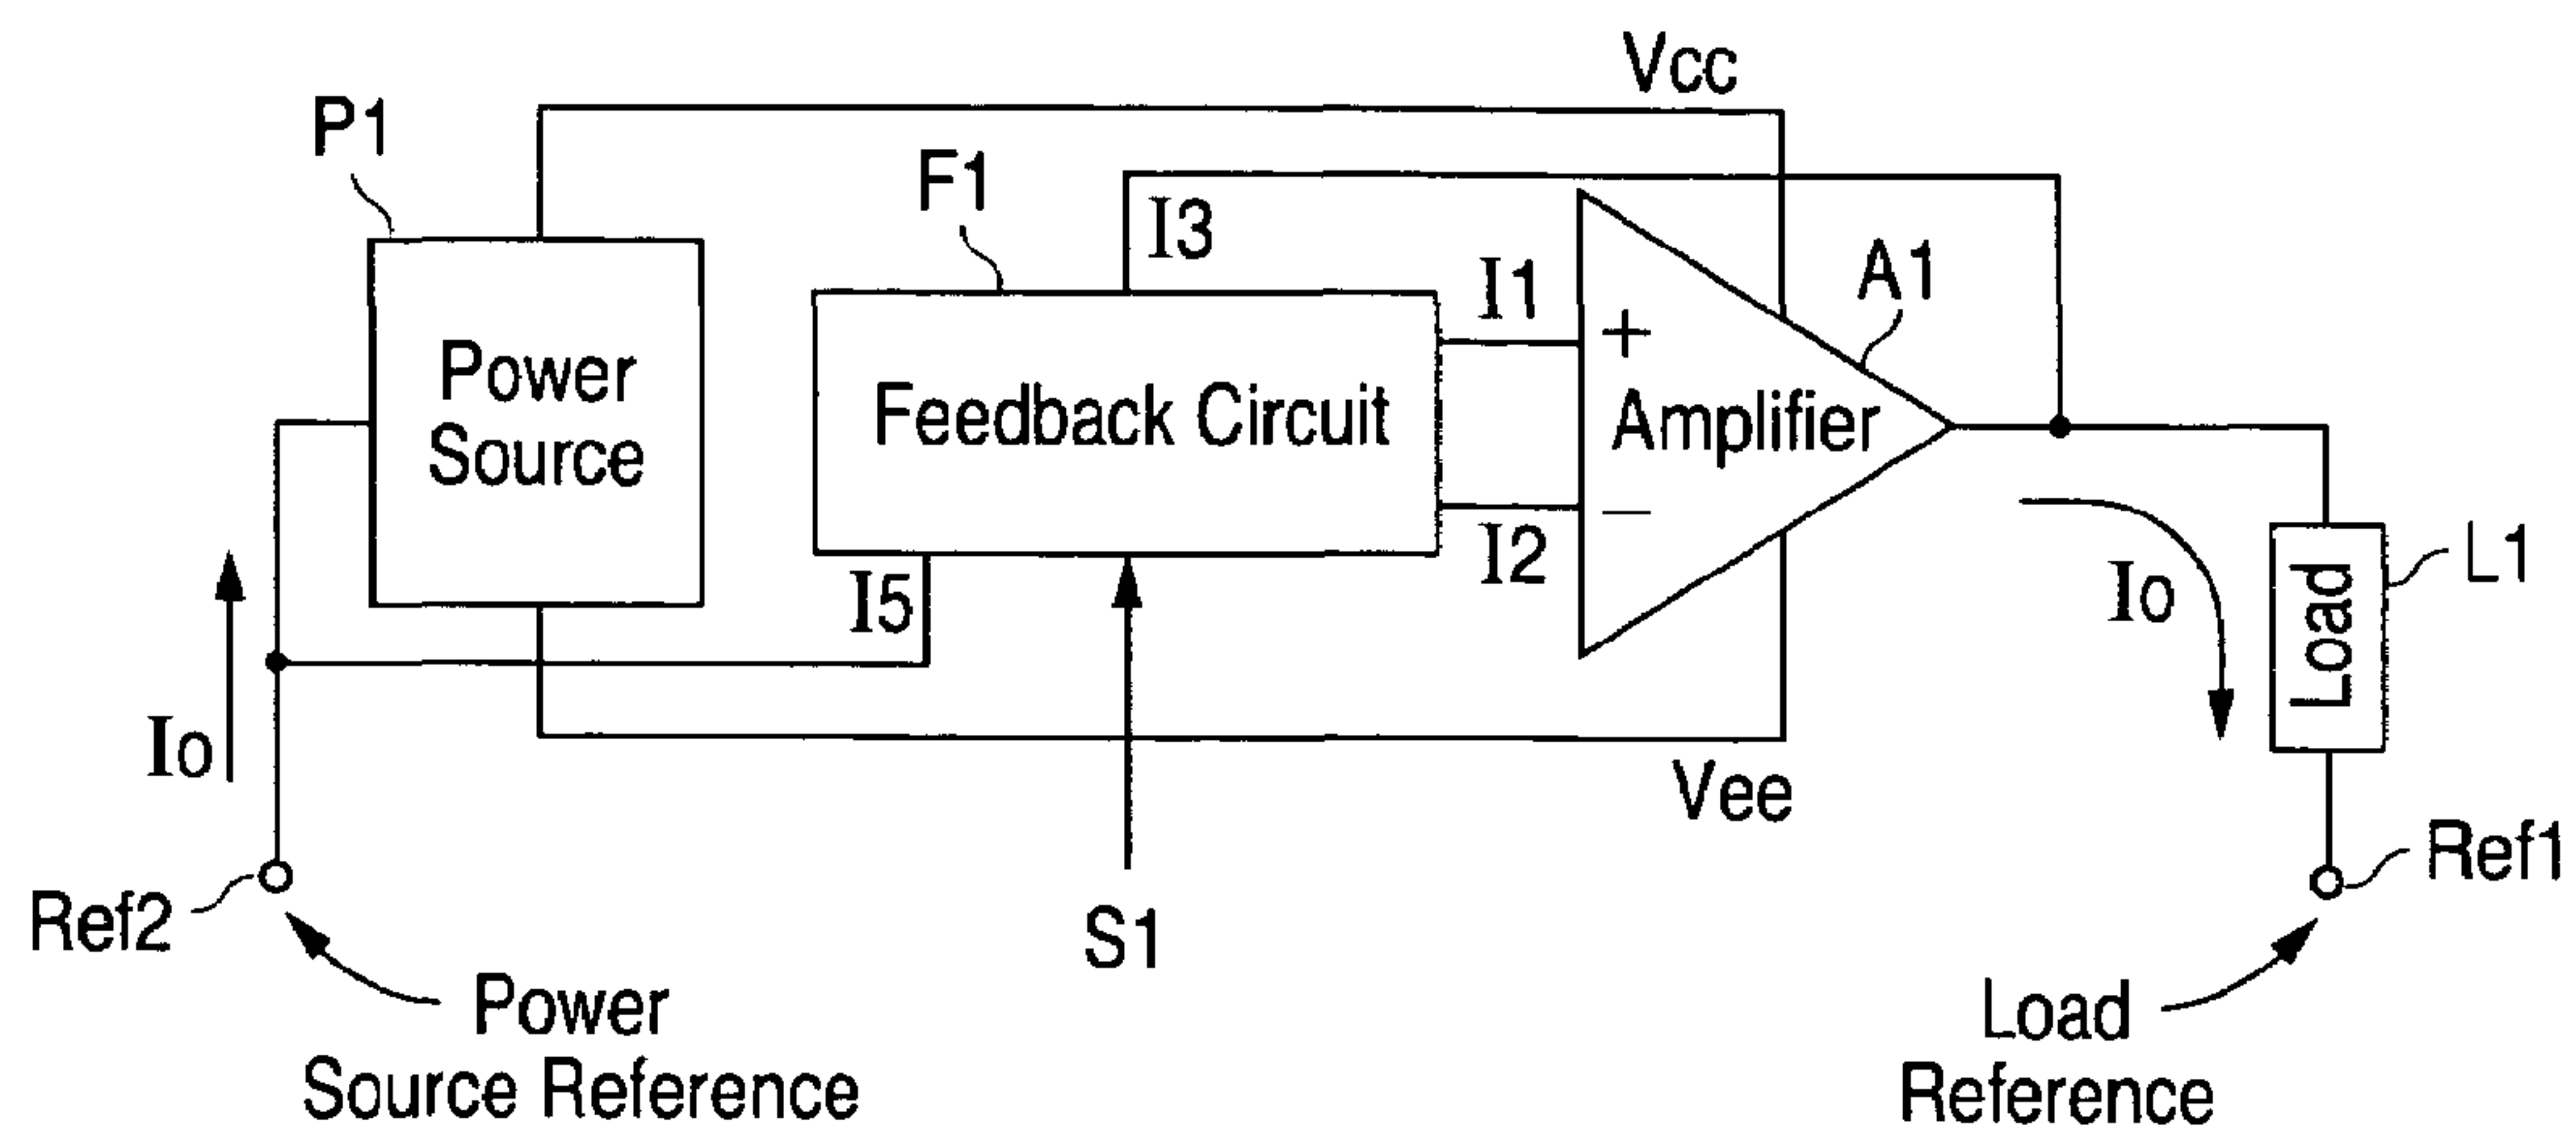 Vcc
P1
F1
I3
I1
A1
Power
Source
Feedback Circuit
+
Amplifier
−
I2
I5
Io
Load
L1
Io
Vee
Ref2
S1
Ref1
Power
Source Reference
Load
Reference